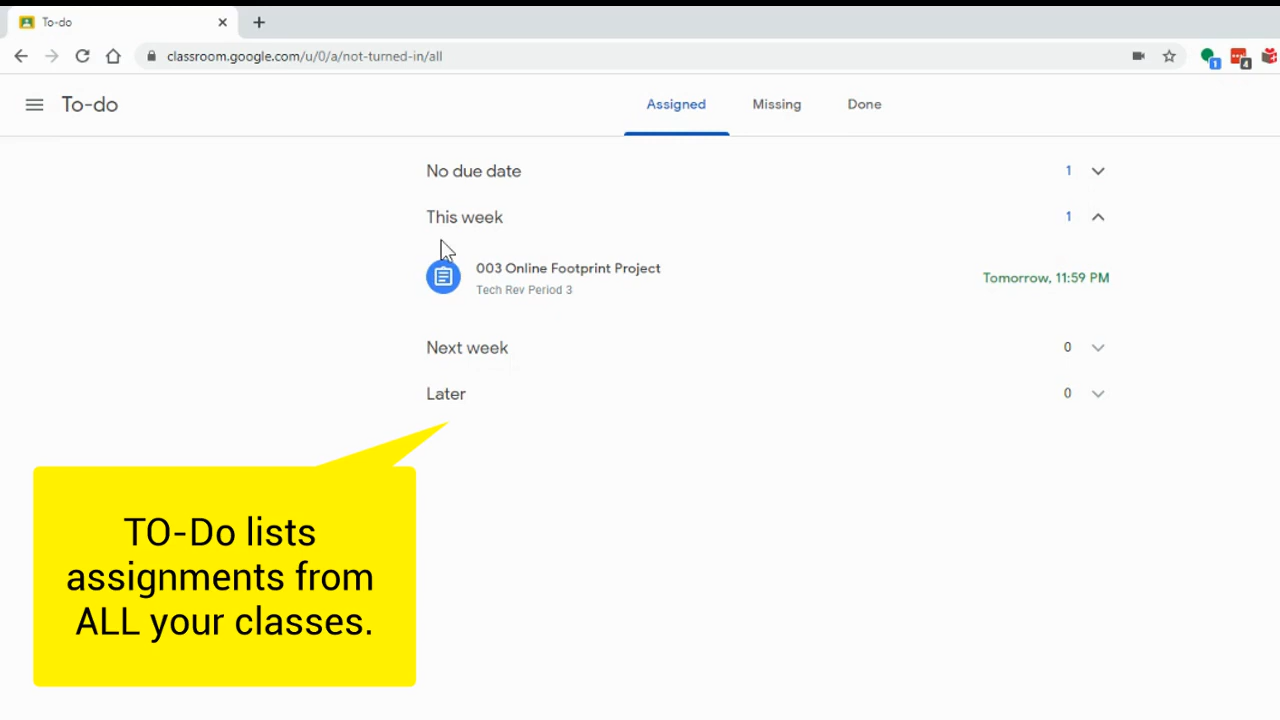 To-do
classroom.google.com/u/0/a/not-turned-in/all
1
4
To-do
Assigned
Missing
Done
No due date
1
This week
1
003 Online Footprint Project
Tech Rev Period 3
Tomorrow, 11:59 PM
Next week
0
Later
0
TO-Do lists
assignments from
ALL your classes.